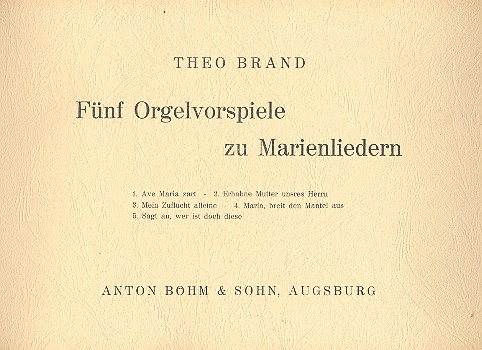 THEO BRAND
Fünf Orgelvorspiele
zu Marienliedern
1. Ave Maria zart - 2. Erhabne Mutter unsres Herrn
3. Mein Zuflucht alleine - 4. Maria, breit den Mantel aus
5. Sagt an, wer ist doch diese
ANTON BÖHM & SOHN, AUGSBURG